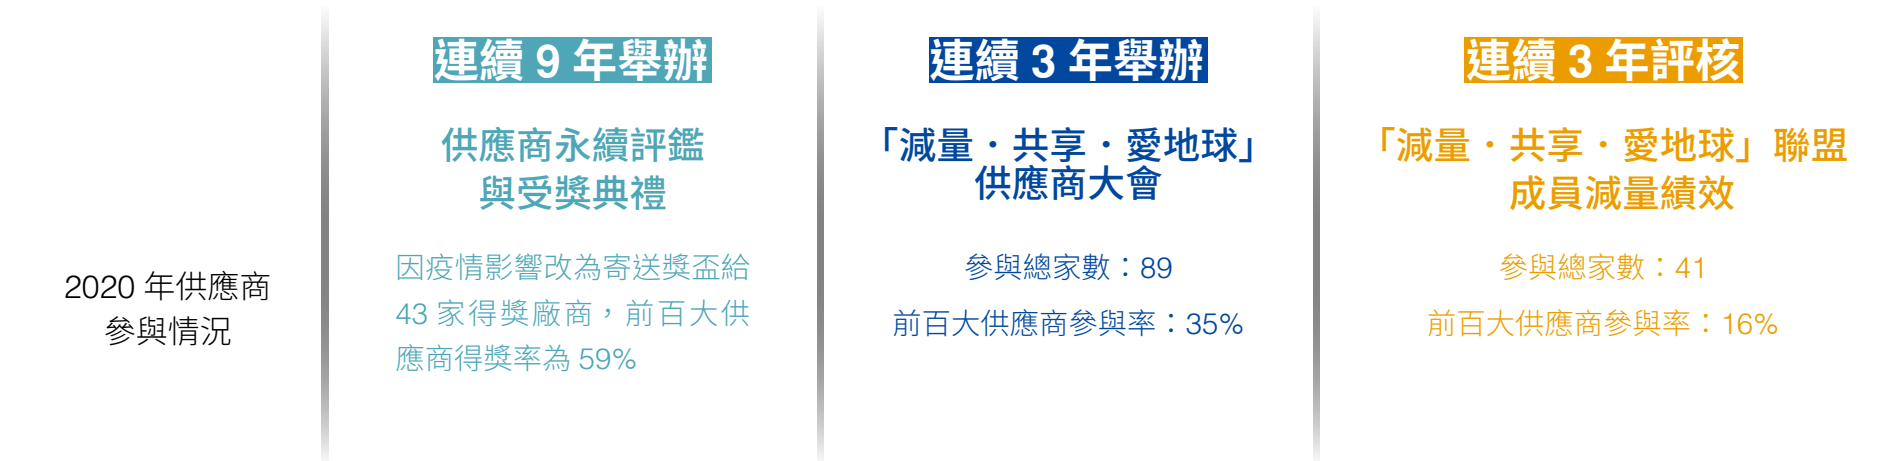 2020 年供應商
參與情況
連續 9 年舉辦
供應商永續評鑑
與受獎典禮
因疫情影響改為寄送獎盃給
43 家得獎廠商，前百大供
應商得獎率為 59%
連續 3 年舉辦
「減量．共享．愛地球」
供應商大會
參與總家數：89
前百大供應商參與率：35%
連續 3 年評核
「減量．共享．愛地球」聯盟
成員減量績效
參與總家數：41
前百大供應商參與率：16%